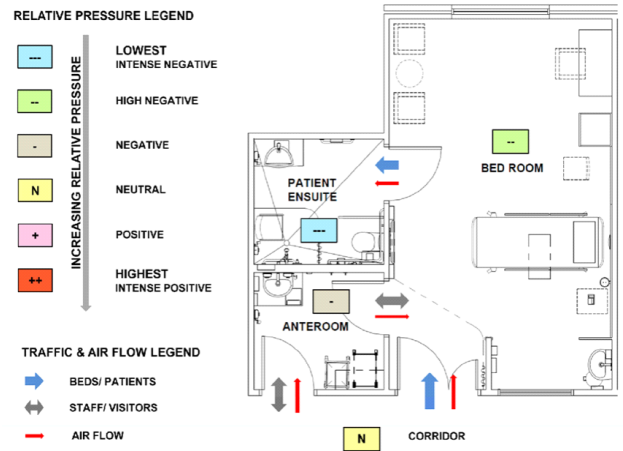 RELATIVE PRESSURE LEGEND
---
LOWEST
INTENSE NEGATIVE
--
HIGH NEGATIVE
-
NEGATIVE
N
NEUTRAL
+
POSITIVE
++
HIGHEST
INTENSE POSITIVE
INCREASING RELATIVE PRESSURE
TRAFFIC & AIR FLOW LEGEND
BEDS/ PATIENTS
STAFF/ VISITORS
AIR FLOW
--
BED ROOM
PATIENT
ENSUITE
---
-
ANTEROOM
N
CORRIDOR